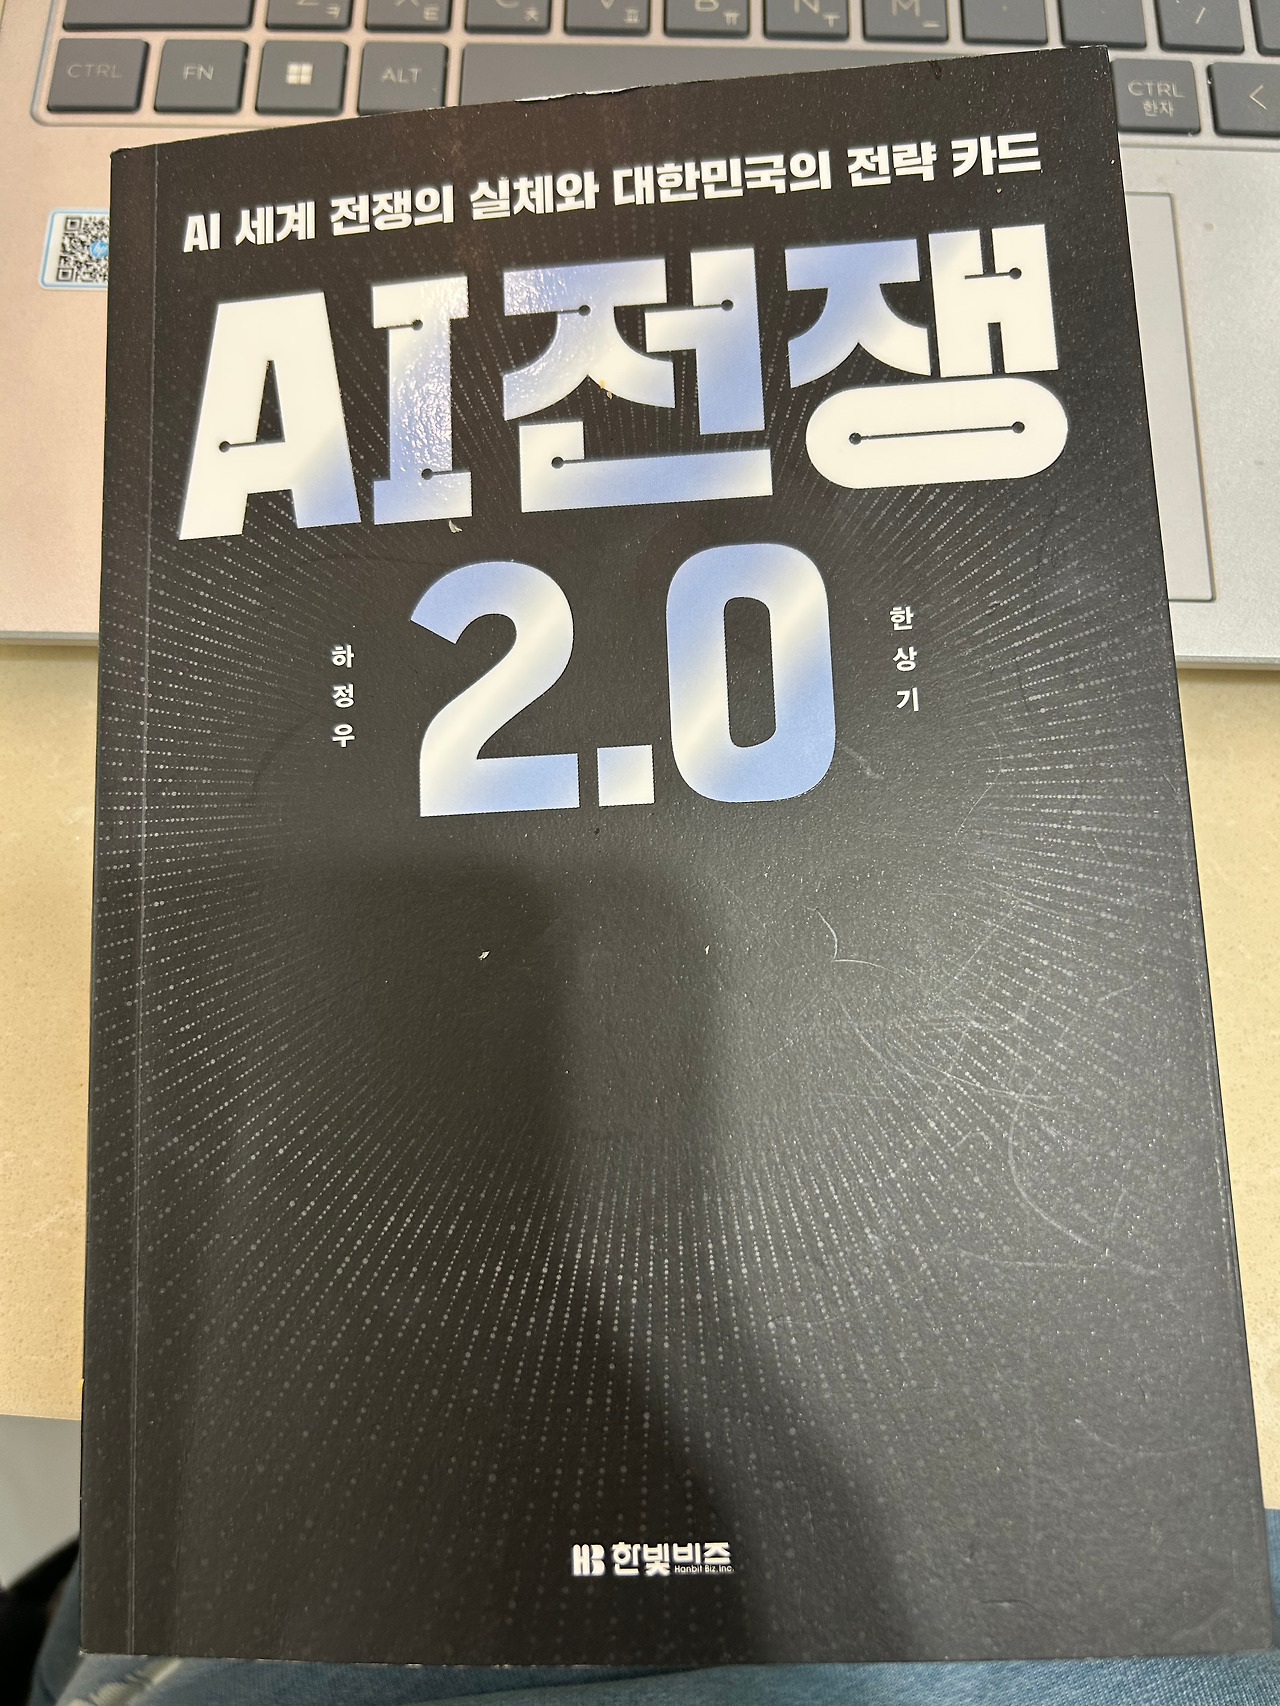 CTRL FN ALT CTRL 한자 <
AI 세계 전쟁의 실체와 대한민국의 전략 카드
AI전쟁
2.0
하정우
한상기
HB 한빛비즈
Hanbit Biz, Inc.